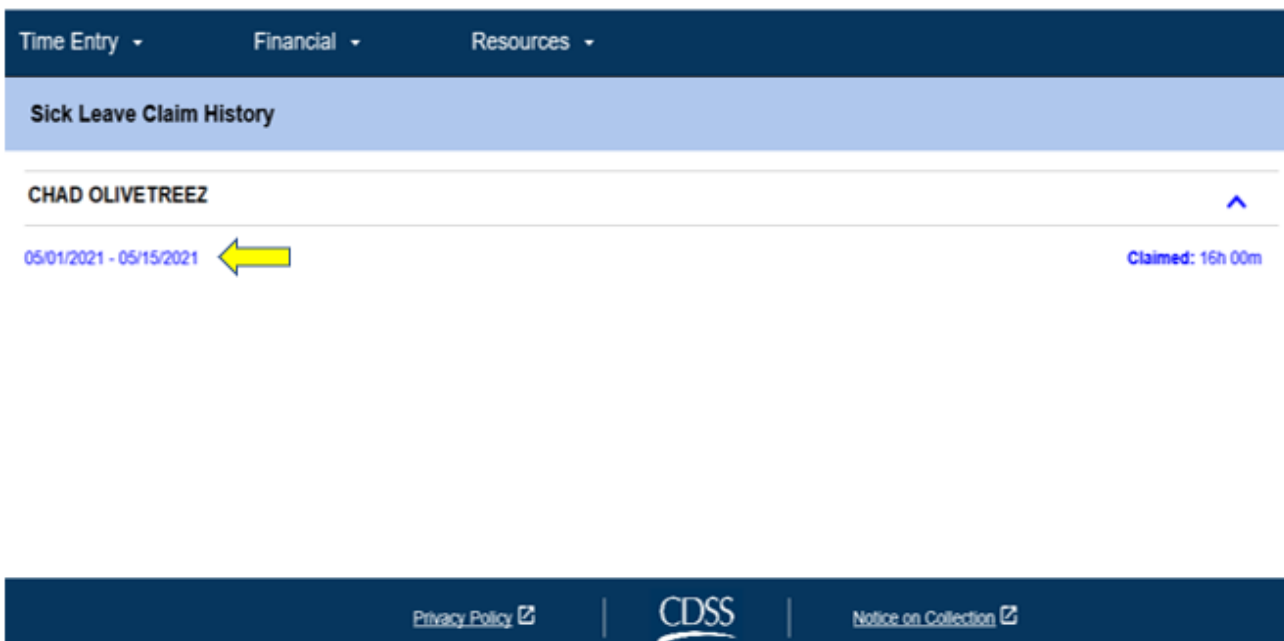 Time Entry Financial Resources
Sick Leave Claim History
CHAD OLIVETREEZ
05/01/2021 - 05/15/2021 Claimed: 16h 00m
Privacy Policy CDSS Notice on Collection